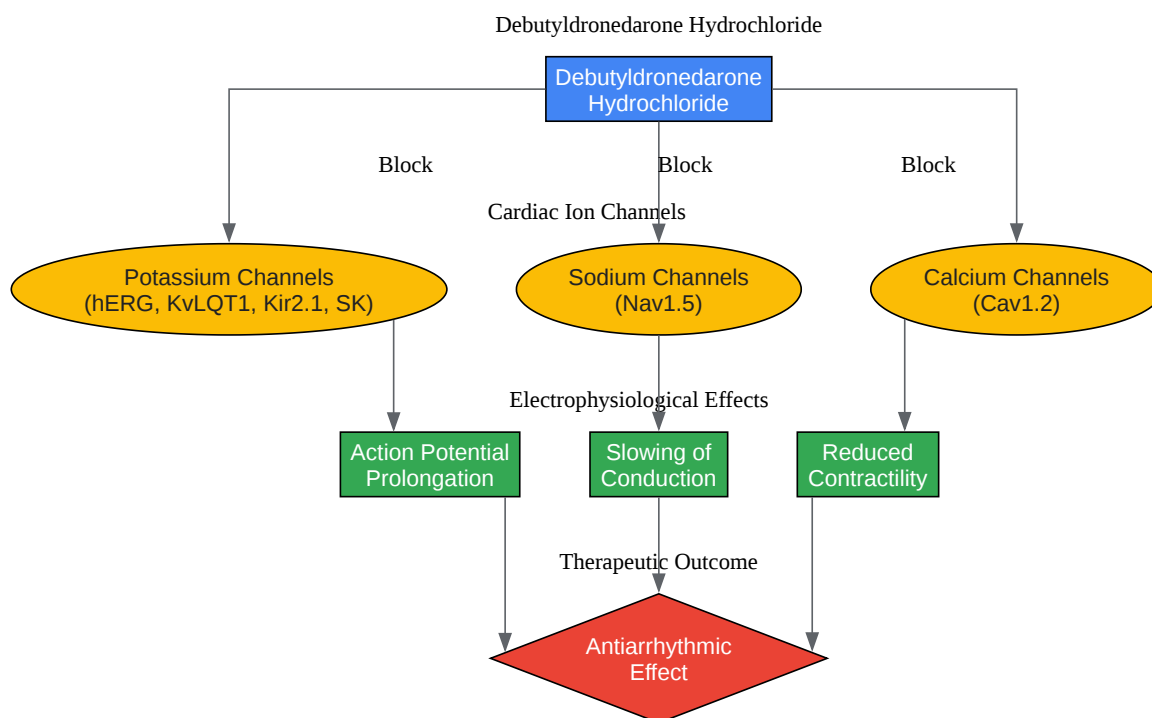 Debutyldronedarone Hydrochloride
Debutyldronedarone
Hydrochloride
Block
Block
Block
Cardiac Ion Channels
Potassium Channels
(hERG, KvLQT1, Kir2.1, SK)
Sodium Channels
(Nav1.5)
Calcium Channels
(Cav1.2)
Electrophysiological Effects
Action Potential
Prolongation
Slowing of
Conduction
Reduced
Contractility
Therapeutic Outcome
Antiarrhythmic
Effect